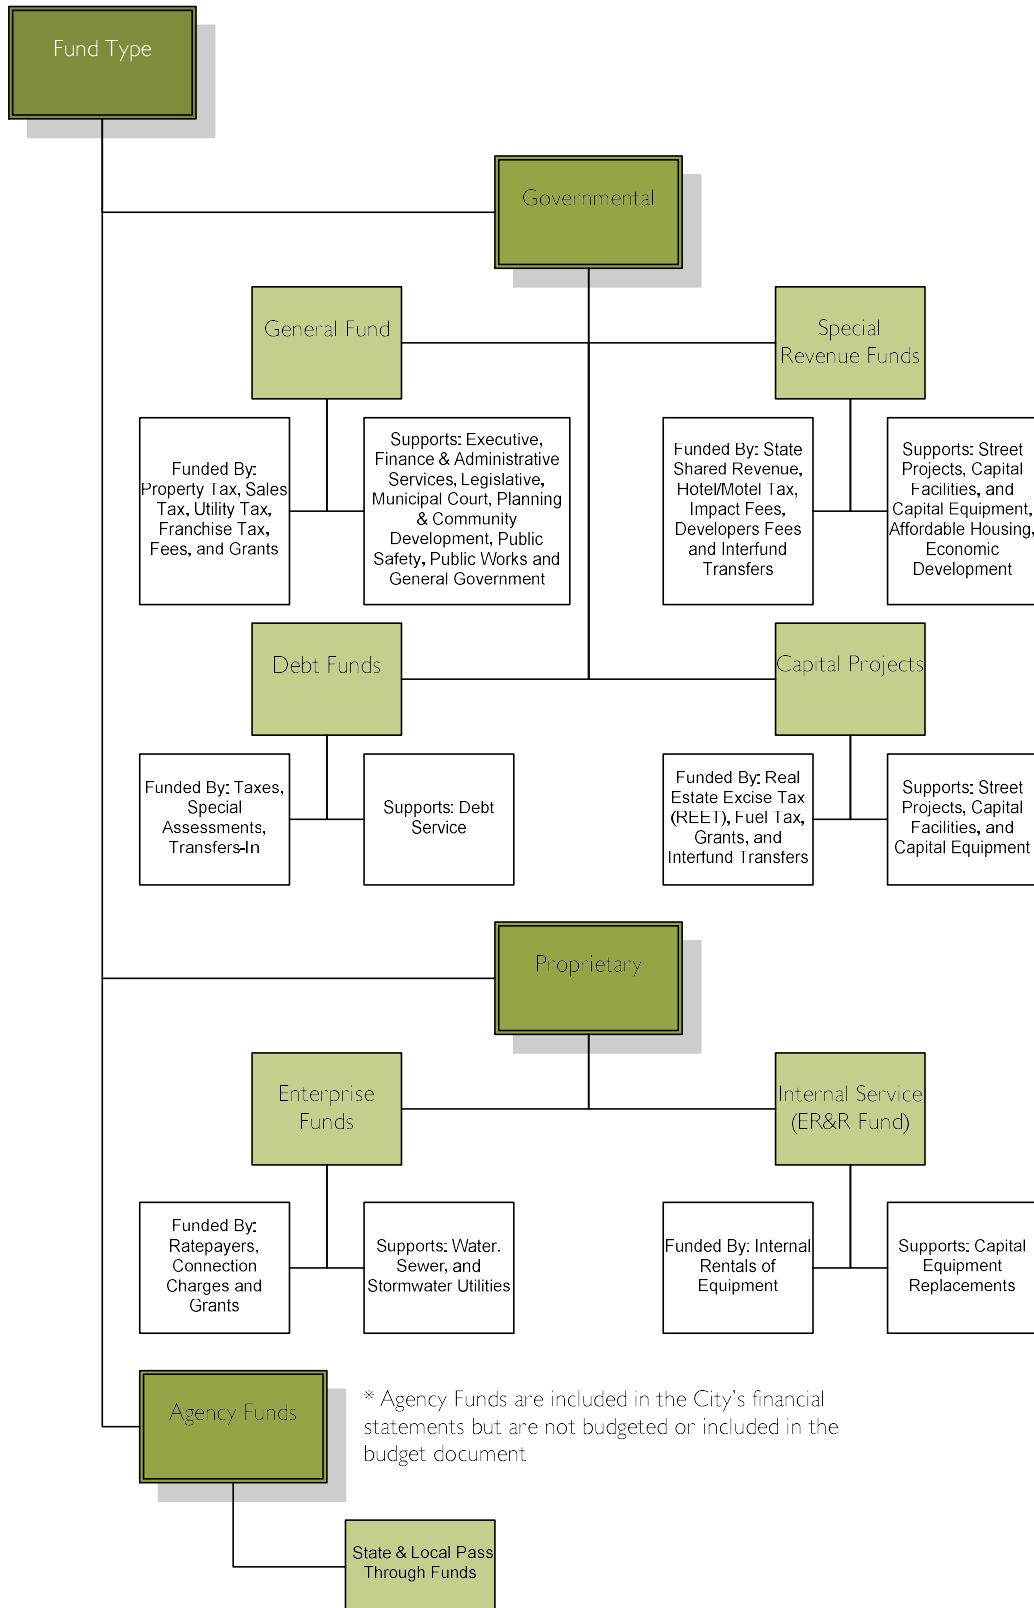 Fund Type
Governmental
General Fund
Special
Revenue Funds
Funded By:
Property Tax, Sales
Tax, Utility Tax,
Franchise Tax,
Fees, and Grants
Supports: Executive,
Finance & Administrative
Services, Legislative,
Municipal Court, Planning
& Community
Development, Public
Safety, Public Works and
General Government
Funded By: State
Shared Revenue,
Hotel/Motel Tax,
Impact Fees,
Developers Fees
and Interfund
Transfers
Supports: Street
Projects, Capital
Facilities, and
Capital Equipment,
Affordable Housing,
Economic
Development
Debt Funds
Capital Projects
Funded By: Taxes,
Special
Assessments,
Transfers-In
Supports: Debt
Service
Funded By: Real
Estate Excise Tax
(REET), Fuel Tax,
Grants, and
Interfund Transfers
Supports: Street
Projects, Capital
Facilities, and
Capital Equipment
Proprietary
Enterprise
Funds
Internal Service
(ER&R Fund)
Funded By:
Ratepayers,
Connection
Charges and
Grants
Supports: Water.
Sewer, and
Stormwater Utilities
Funded By: Internal
Rentals of
Equipment
Supports: Capital
Equipment
Replacements
Agency Funds
* Agency Funds are included in the City's financial
statements but are not budgeted or included in the
budget document
State & Local Pass
Through Funds